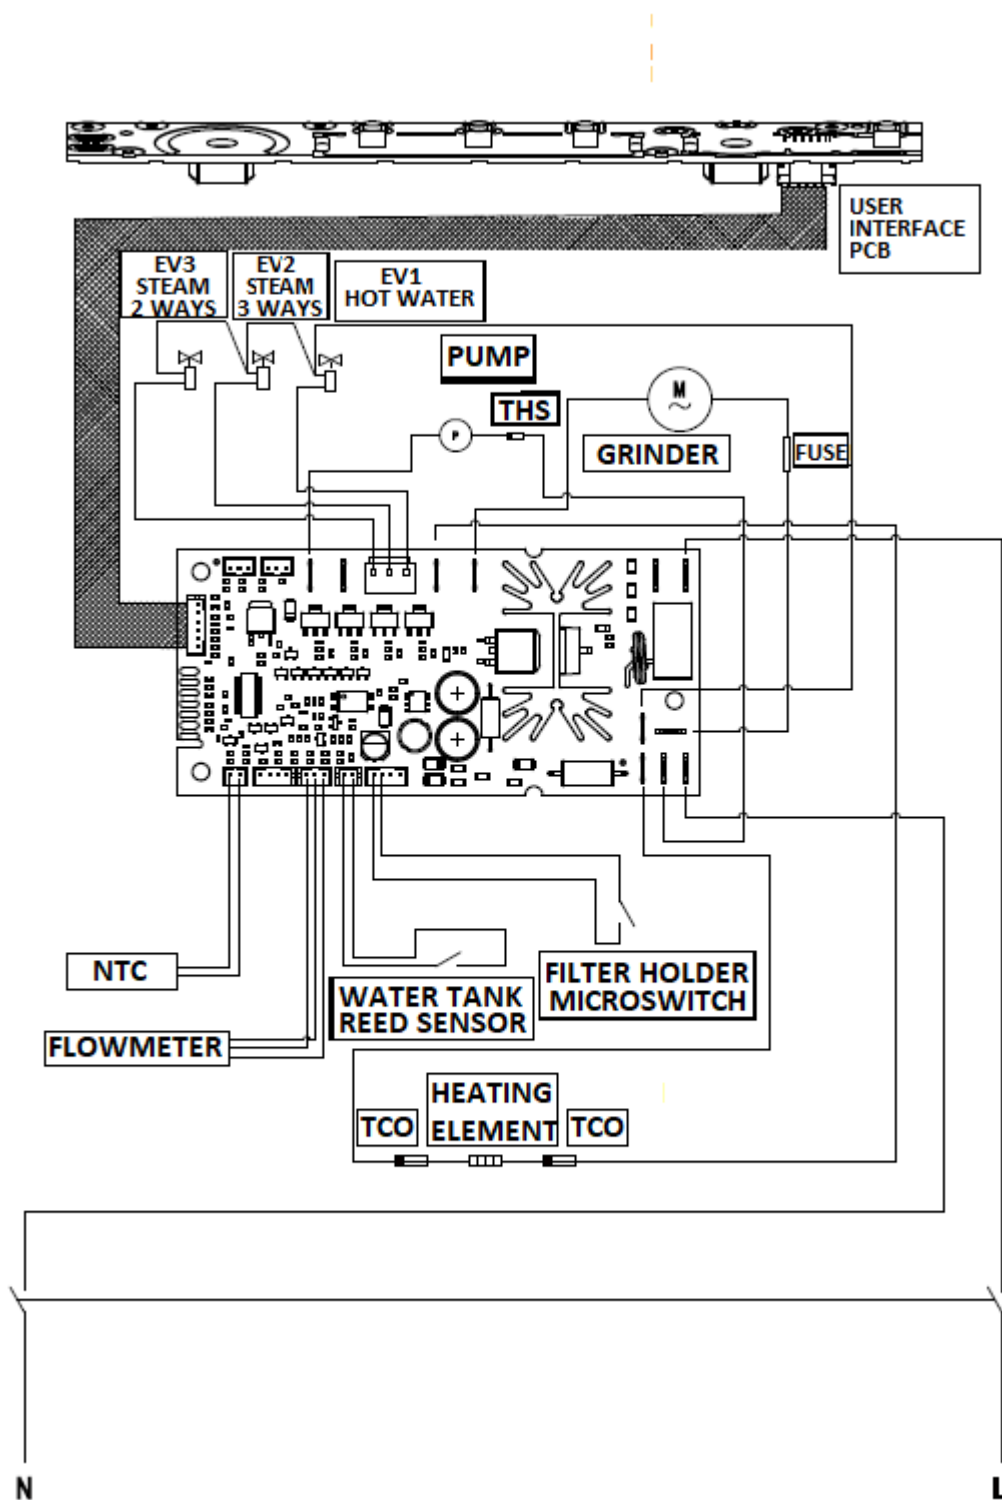 USER
INTERFACE
PCB
EV3
STEAM
2 WAYS
EV2
STEAM
3 WAYS
EV1
HOT WATER
PUMP
THS
M
~
P
GRINDER
FUSE
NTC
FLOWMETER
WATER TANK
REED SENSOR
FILTER HOLDER
MICROSWITCH
TCO
HEATING
ELEMENT
TCO
N
L